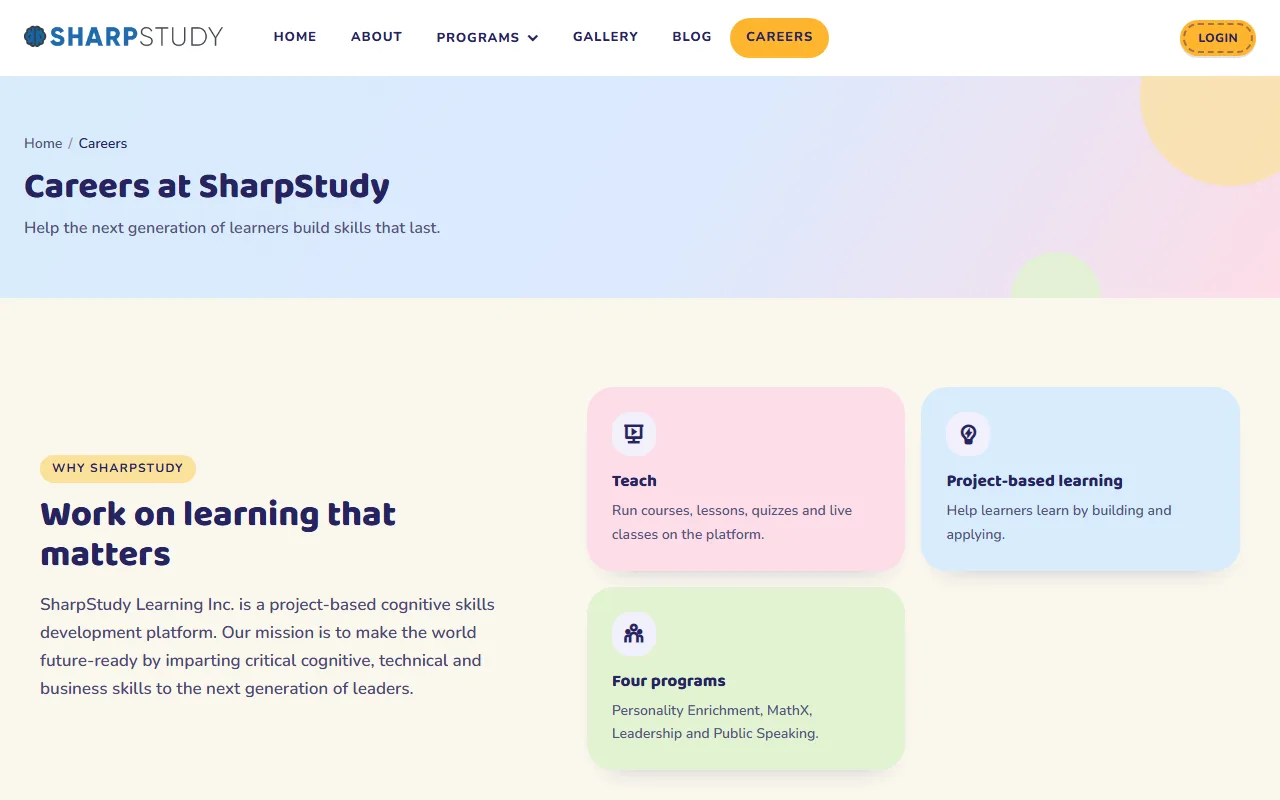 SHARPSTUDY
HOME
ABOUT
PROGRAMS
GALLERY
BLOG
CAREERS
LOGIN
Home / Careers
Careers at SharpStudy
Help the next generation of learners build skills that last.
WHY SHARPSTUDY
Work on learning that
matters
SharpStudy Learning Inc. is a project-based cognitive skills
development platform. Our mission is to make the world
future-ready by imparting critical cognitive, technical and
business skills to the next generation of leaders.
Teach
Run courses, lessons, quizzes and live
classes on the platform.
Project-based learning
Help learners learn by building and
applying.
Four programs
Personality Enrichment, MathX,
Leadership and Public Speaking.